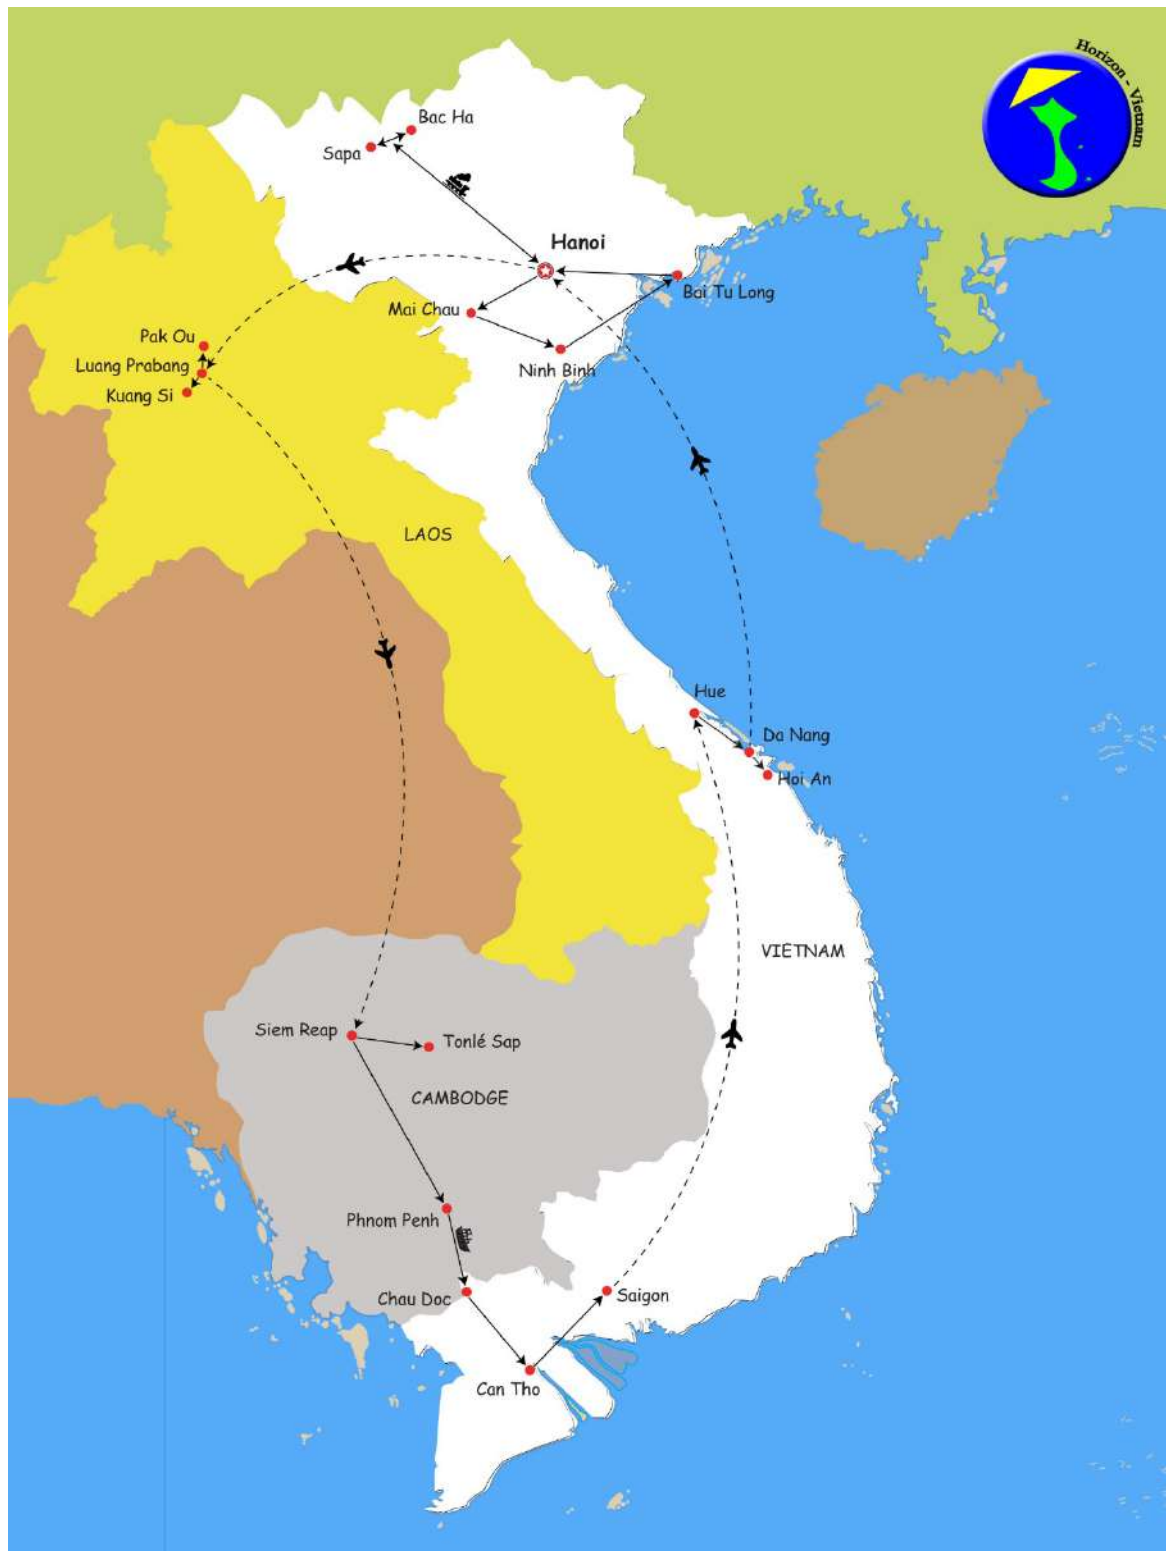 Horizon - Vietnam
Bac Ha
Sapa
Hanoi
Bai Tu Long
Mai Chau
Pak Ou
Luang Prabang
Ninh Binh
Kuang Si
LAOS
Hue
Da Nang
Hoi An
VIETNAM
Siem Reap
Tonlé Sap
CAMBODGE
Phnom Penh
Chau Doc
Saigon
Can Tho